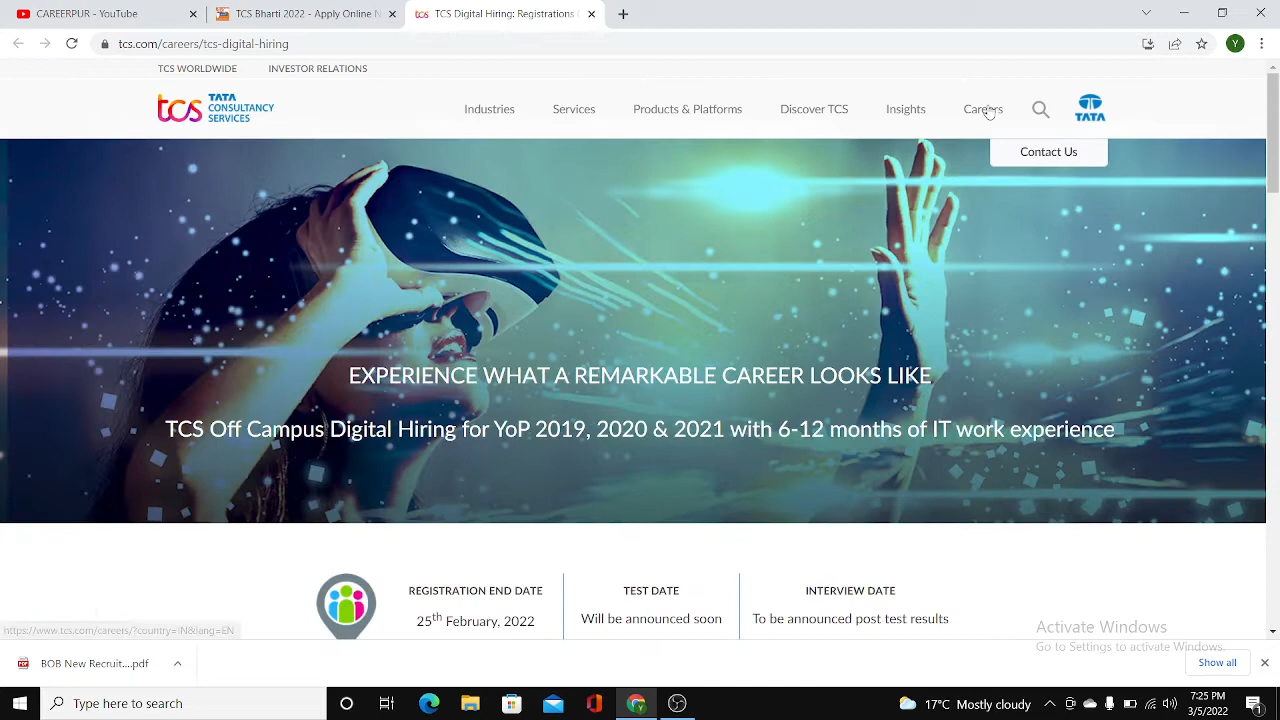 CAREERPUR - YouTube
TCS Bharti 2022 - Apply Online N
TCS Digital Hiring: Registrations
tcs.com/careers/tcs-digital-hiring
Y
TCS WORLDWIDE
INVESTOR RELATIONS
tcs TATA
CONSULTANCY
SERVICES
Industries
Services
Products & Platforms
Discover TCS
Insights
Careers
TATA
Contact Us
EXPERIENCE WHAT A REMARKABLE CAREER LOOKS LIKE
TCS Off Campus Digital Hiring for YoP 2019, 2020 & 2021 with 6-12 months of IT work experience
REGISTRATION END DATE
25th February, 2022
TEST DATE
Will be announced soon
INTERVIEW DATE
To be announced post test results
https://www.tcs.com/careers/?country=IN&lang=EN
Activate Windows
Go to Settings to activate Windows.
BOB New Recruit....pdf
Show all
Type here to search
17°C Mostly cloudy
7:25 PM
3/5/2022